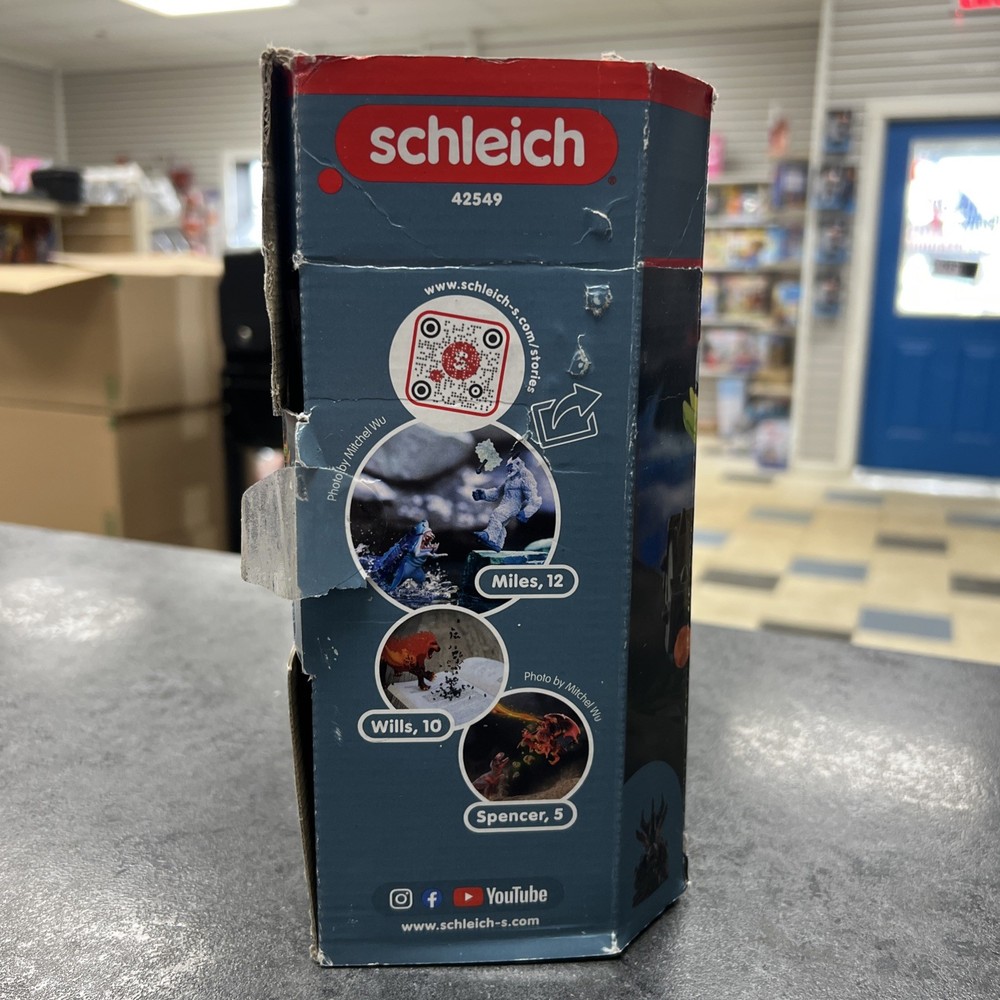 schleich
42549
www.schleich-s.com/stories
Photo by Mitchel Wu
Miles, 12
Wills, 10
Photo by Mitchel Wu
Spencer, 5
YouTube
www.schleich-s.com